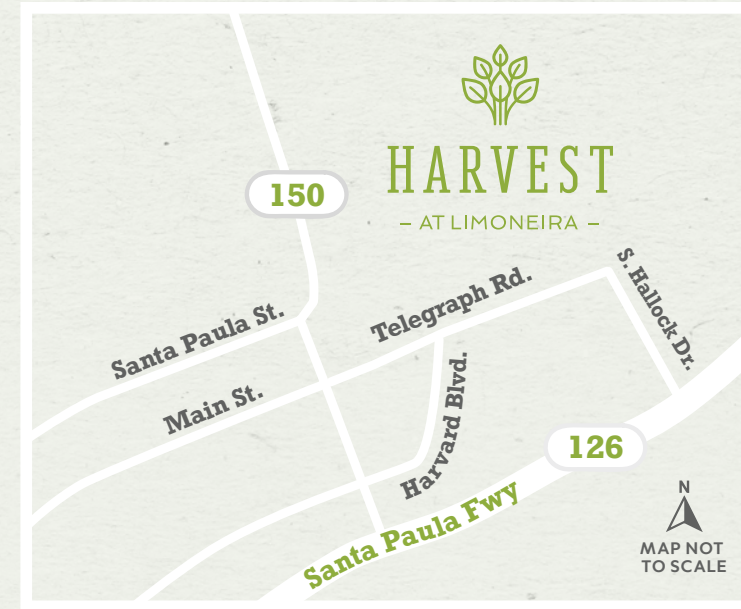 HARVEST
– AT LIMONEIRA –
150
Santa Paula St.
Telegraph Rd.
S. Hallock Dr.
Main St.
Harvard Blvd.
126
Santa Paula Fwy
N
MAP NOT
TO SCALE